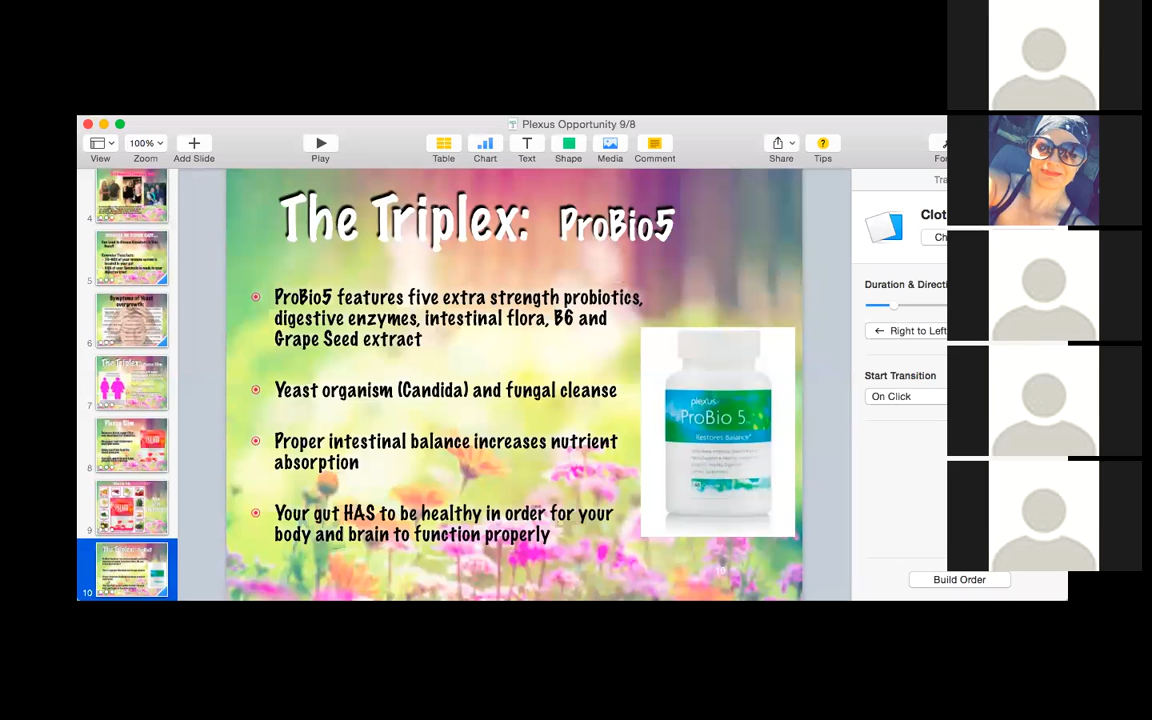 Plexus Opportunity 9/8
100%
View
Zoom
Add Slide
Play
Table
Chart
Text
Shape
Media
Comment
Share
Tips
4
5
6
7
8
9
10
Symptoms of Yeast
overgrowth
The Triplex: ProBio5
ProBio5 features five extra strength probiotics,
digestive enzymes, intestinal flora, B6 and
Grape Seed extract
Yeast organism (Candida) and fungal cleanse
Proper intestinal balance increases nutrient
absorption
Your gut HAS to be healthy in order for your
body and brain to function properly
plexus
ProBio 5
Restores Balance
Duration & Directi
Right to Left
Start Transition
On Click
Build Order